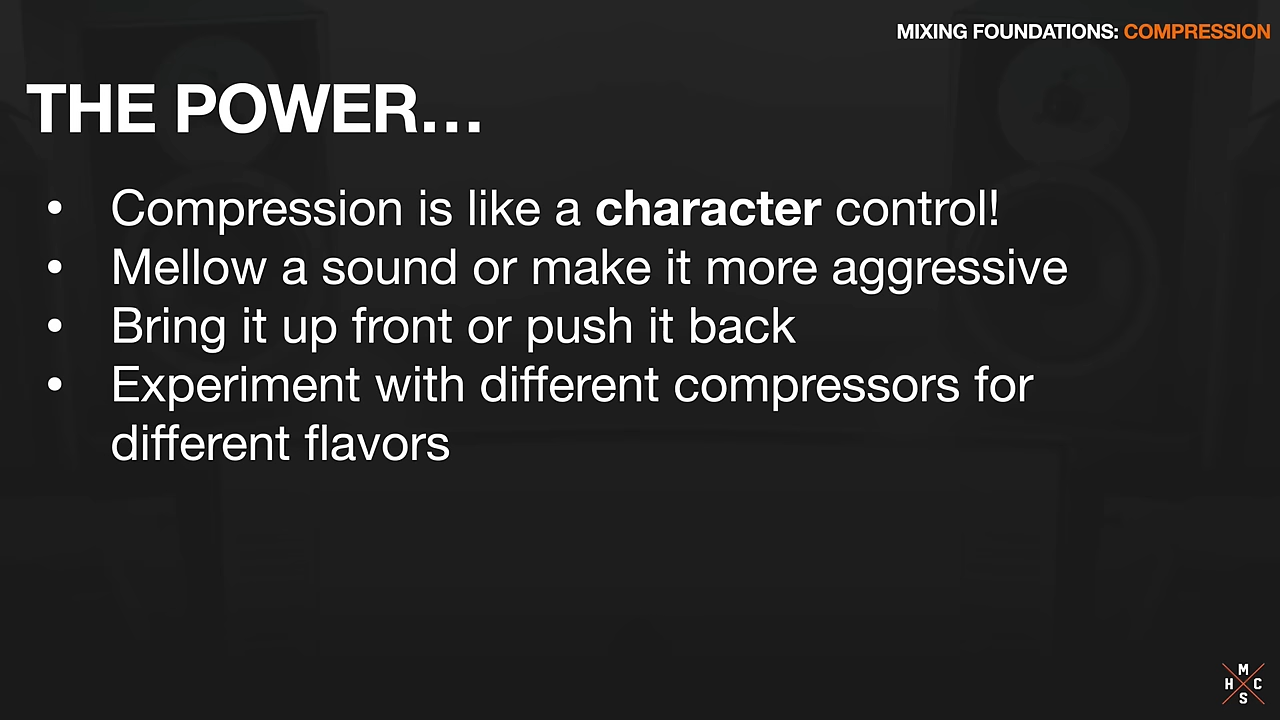 MIXING FOUNDATIONS: COMPRESSION
THE POWER…
• Compression is like a character control!
• Mellow a sound or make it more aggressive
• Bring it up front or push it back
• Experiment with different compressors for
different flavors
M
H C
S